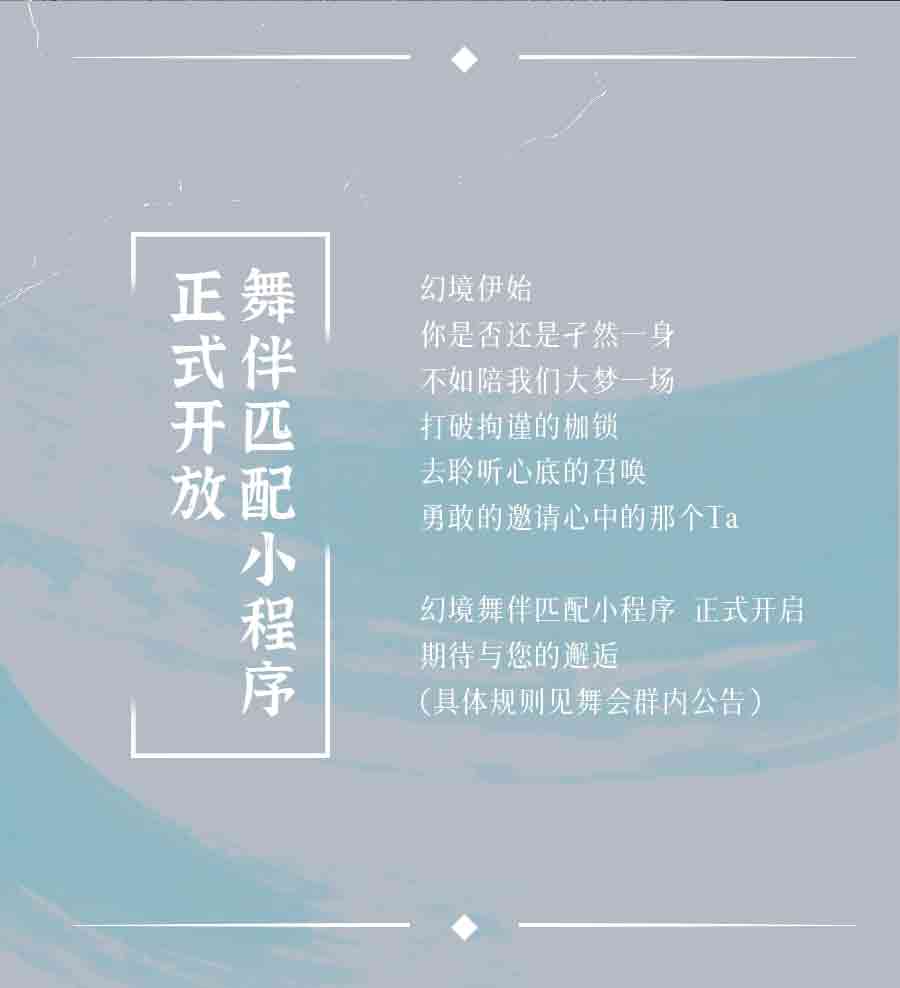 舞伴匹配小程序
正式开放
幻境伊始
你是否还是孑然一身
不如陪我们大梦一场
打破拘谨的枷锁
去聆听心底的召唤
勇敢的邀请心中的那个Ta
幻境舞伴匹配小程序 正式开启
期待与您的邂逅
(具体规则见舞会群内公告)